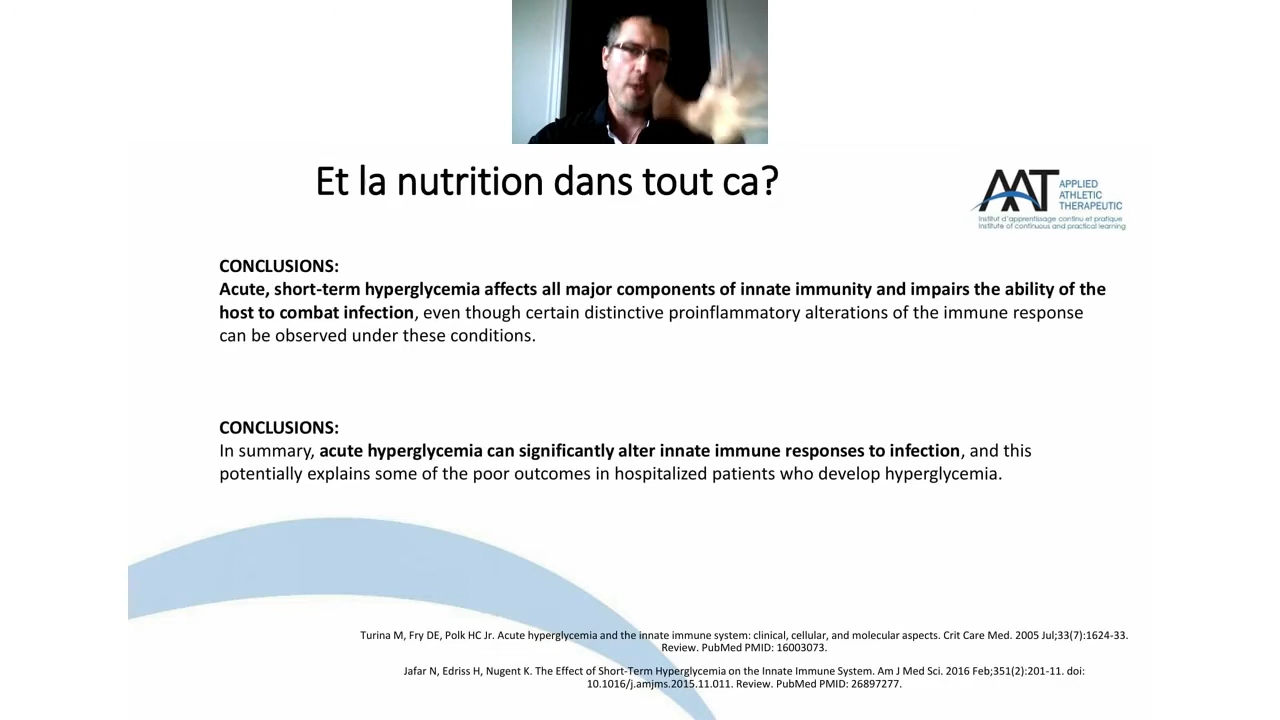 Et la nutrition dans tout ca?
AAT
APPLIED
ATHLETIC
THERAPEUTIC
Institut d'apprentissage continu et pratique
Institute of continuous and practical learning
CONCLUSIONS:
Acute, short-term hyperglycemia affects all major components of innate immunity and impairs the ability of the
host to combat infection, even though certain distinctive proinflammatory alterations of the immune response
can be observed under these conditions.
CONCLUSIONS:
In summary, acute hyperglycemia can significantly alter innate immune responses to infection, and this
potentially explains some of the poor outcomes in hospitalized patients who develop hyperglycemia.
Turina M, Fry DE, Polk HC Jr. Acute hyperglycemia and the innate immune system: clinical, cellular, and molecular aspects. Crit Care Med. 2005 Jul;33(7):1624-33.
Review. PubMed PMID: 16003073.
Jafar N, Edriss H, Nugent K. The Effect of Short-Term Hyperglycemia on the Innate Immune System. Am J Med Sci. 2016 Feb;351(2):201-11. doi:
10.1016/j.amjms.2015.11.011. Review. PubMed PMID: 26897277.